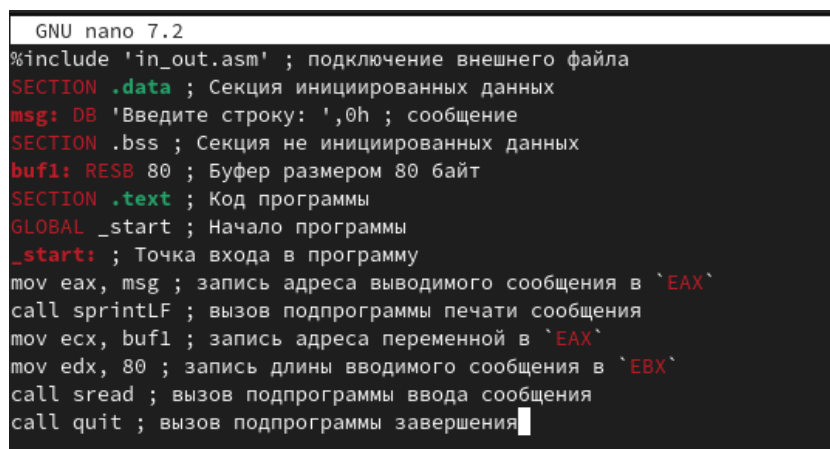 GNU nano 7.2
%include 'in_out.asm' ; подключение внешнего файла
SECTION .data ; Секция инициированных данных
msg: DB 'Введите строку: ',0h ; сообщение
SECTION .bss ; Секция не инициированных данных
buf1: RESB 80 ; Буфер размером 80 байт
SECTION .text ; Код программы
GLOBAL _start ; Начало программы
_start: ; Точка входа в программу
mov eax, msg ; запись адреса выводимого сообщения в `EAX`
call sprintLF ; вызов подпрограммы печати сообщения
mov ecx, buf1 ; запись адреса переменной в `EAX`
mov edx, 80 ; запись длины вводимого сообщения в `EBX`
call sread ; вызов подпрограммы ввода сообщения
call quit ; вызов подпрограммы завершения